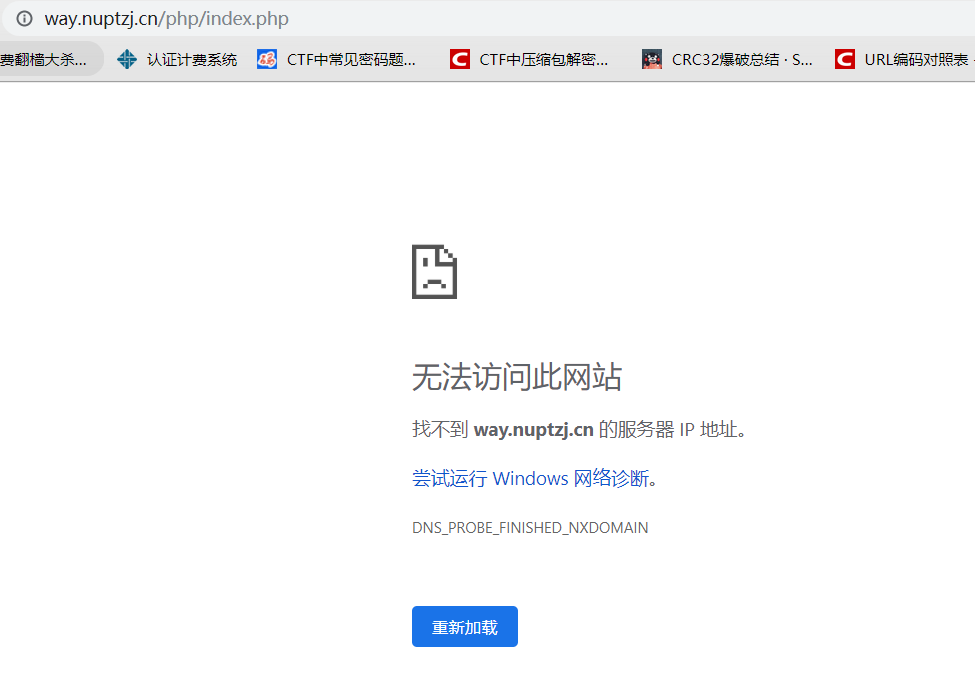 way.nuptzj.cn/php/index.php
费翻樯大杀... 认证计费系统 CTF中常见密码题... CTF中压缩包解密... CRC32爆破总结 · S... URL编码对照表 -
无法访问此网站
找不到 way.nuptzj.cn 的服务器 IP 地址。
尝试运行 Windows 网络诊断。
DNS_PROBE_FINISHED_NXDOMAIN
重新加载